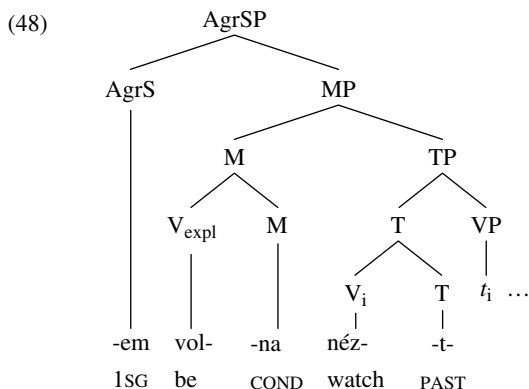 (48) AgrSP
AgrS MP
M TP
V_expl M T VP
V_i T t_i …
-em vol- -na néz- -t-
1SG be COND watch PAST